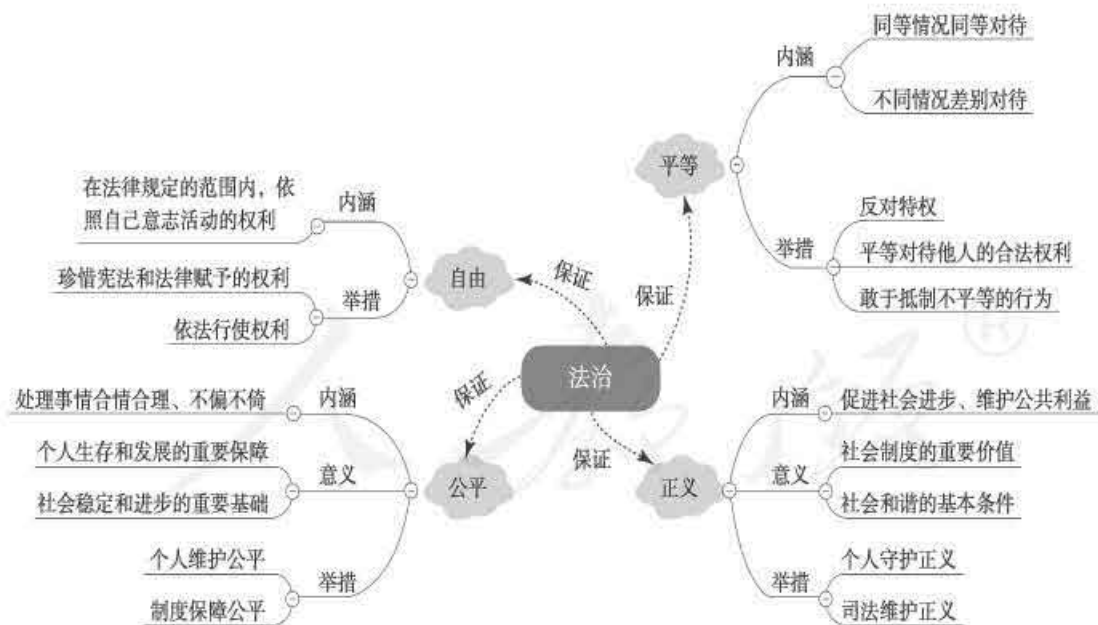 同等情况同等对待
内涵
不同情况差别对待
平等
反对特权
举措
平等对待他人的合法权利
敢于抵制不平等的行为
在法律规定的范围内，依
照自己意志活动的权利
内涵
珍惜宪法和法律赋予的权利
举措
依法行使权利
自由
保证
保证
法治
保证
保证
处理事情合情合理、不偏不倚
内涵
个人生存和发展的重要保障
意义
社会稳定和进步的重要基础
公平
个人维护公平
举措
制度保障公平
内涵
促进社会进步、维护公共利益
社会制度的重要价值
正义
意义
社会和谐的基本条件
个人守护正义
举措
司法维护正义